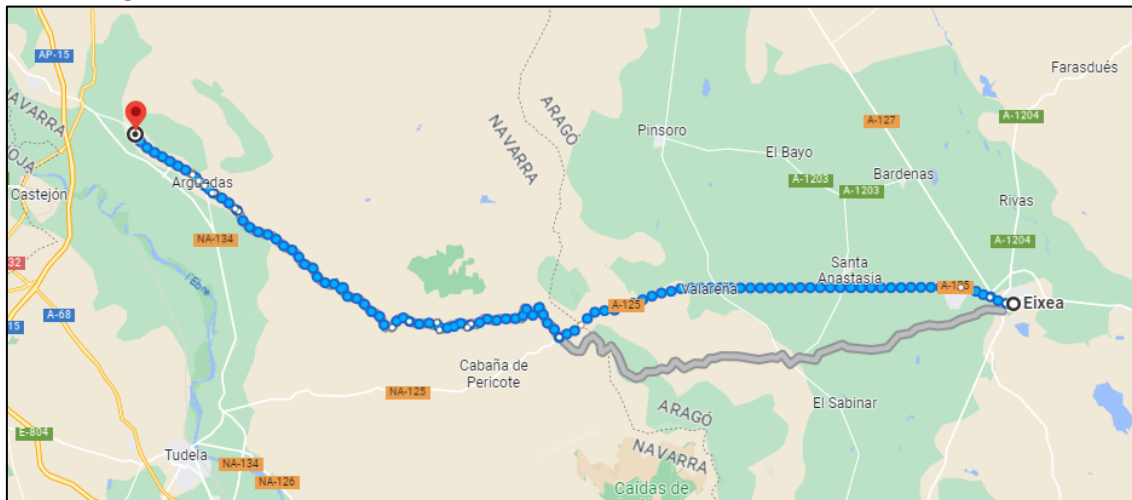 AP-15
NAVARRA
ARAGÓ
NAVARRA
Farasdués
A-1204
A-127
Pinsoro
El Bayo
A-1203
A-1203
Bardenas
Rivas
A-1204
Castejón
Arguedas
NA-134
Ebre
32
A-68
15
Santa
Anastasia
Valareña
A-125
A-125
Eixea
Cabaña de
Pericote
NA-125
El Sabinar
ARAGÓ
NAVARRA
E-804
Tudela
NA-134
NA-126
Caídas de